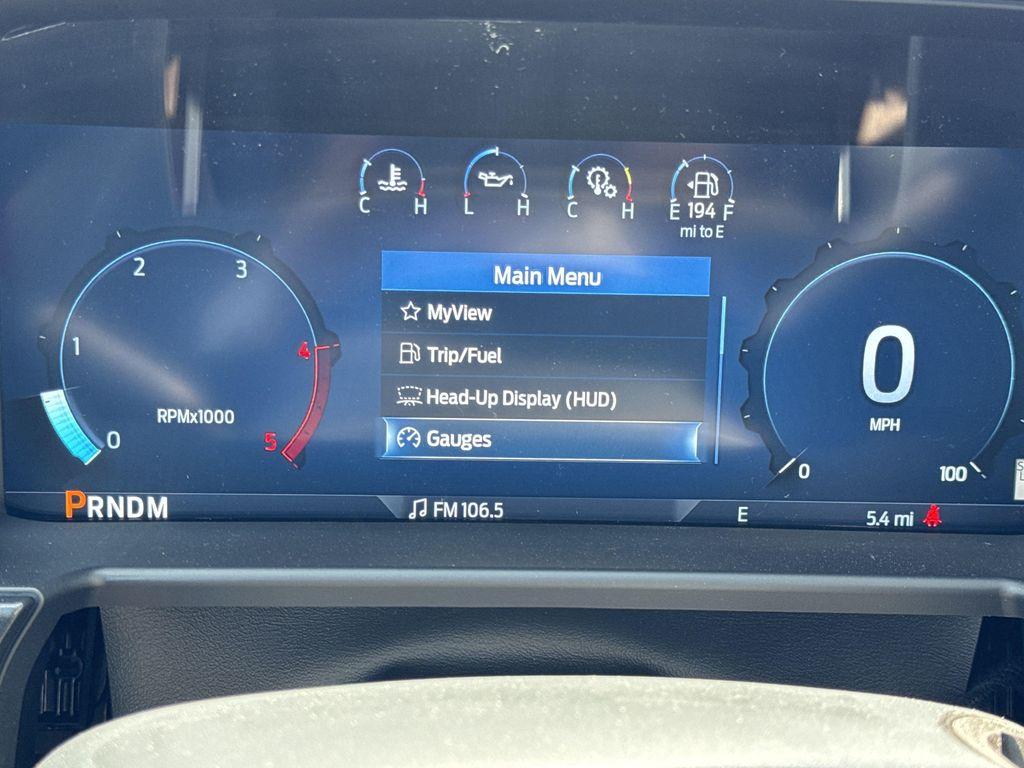 C H
L H
C H
E 194 F
mi to E
Main Menu
MyView
Trip/Fuel
Head-Up Display (HUD)
Gauges
0
1
2
3
4
5
RPMx1000
0
MPH
0
100
PRNDM
FM 106.5
E
5.4 mi